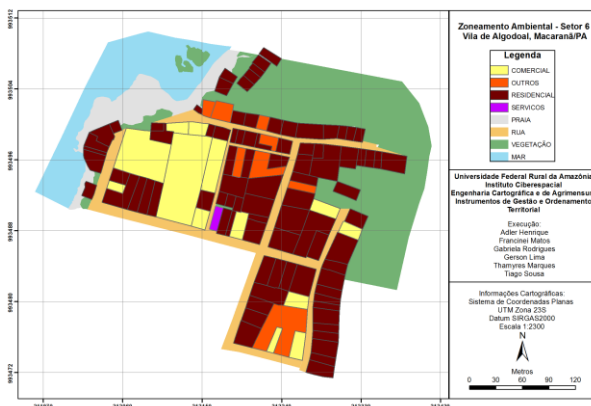 Zoneamento Ambiental - Setor 6
Vila de Algodoal, Macaranã/PA
Legenda
COMERCIAL
OUTROS
RESIDENCIAL
SERVICOS
PRAIA
RUA
VEGETAÇÃO
MAR
Universidade Federal Rural da Amazônia
Instituto Ciberespacial
Engenharia Cartográfica e de Agrimensura
Instrumentos de Gestão e Ordenamento
Territorial
Execução:
Adler Henrique
Francinei Matos
Gabriela Rodrigues
Gerson Lima
Thamyres Marques
Tiago Sousa
Informações Cartográficas:
Sistema de Coordenadas Planas
UTM Zona 23S
Datum SIRGAS2000
Escala 1:2300
N
Metros
0 30 60 90 120